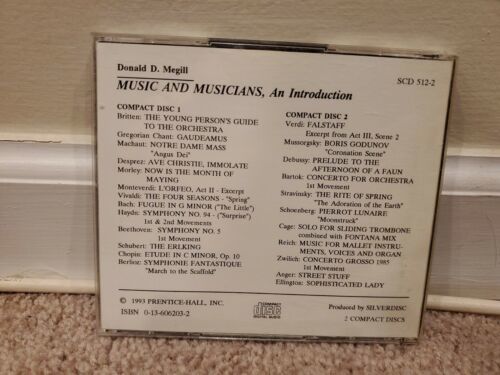 Donald D. Megill
MUSIC AND MUSICIANS, An Introduction
SCD 512-2
COMPACT DISC 1
Britten: THE YOUNG PERSON'S GUIDE
TO THE ORCHESTRA
Gregorian Chant: GAUDEAMUS
Machaut: NOTRE DAME MASS
"Angus Dei"
Desprez: AVE CHRISTIE, IMMOLATE
Morley: NOW IS THE MONTH OF
MAYING
Monteverdi: L'ORFEO, Act II - Excerpt
Vivaldi: THE FOUR SEASONS - "Spring"
Bach: FUGUE IN G MINOR ("The Little")
Haydn: SYMPHONY NO. 94 - ("Surprise")
1st & 2nd Movements
Beethoven: SYMPHONY NO. 5
1st Movement
Schubert: THE ERLKING
Chopin: ETUDE IN C MINOR, Op. 10
Berlioz: SYMPHONIE FANTASTIQUE
"March to the Scaffold"
COMPACT DISC 2
Verdi: FALSTAFF
Excerpt from Act III, Scene 2
Mussorgsky: BORIS GODUNOV
"Coronation Scene"
Debussy: PRELUDE TO THE
AFTERNOON OF A FAUN
Bartok: CONCERTO FOR ORCHESTRA
1st Movement
Stravinsky: THE RITE OF SPRING
"The Adoration of the Earth"
Schoenberg: PIERROT LUNAIRE
"Moonstruck"
Cage: SOLO FOR SLIDING TROMBONE
combined with FONTANA MIX
Reich: MUSIC FOR MALLET INSTRU-
MENTS, VOICES AND ORGAN
Zwilich: CONCERTO GROSSO 1985
1st Movement
Anger: STREET STUFF
Ellington: SOPHISTICATED LADY
© 1993 PRENTICE-HALL, INC.
ISBN 0-13-606203-2
COMPACT
disc
DIGITAL AUDIO
Produced by SILVERDISC
2 COMPACT DISCS